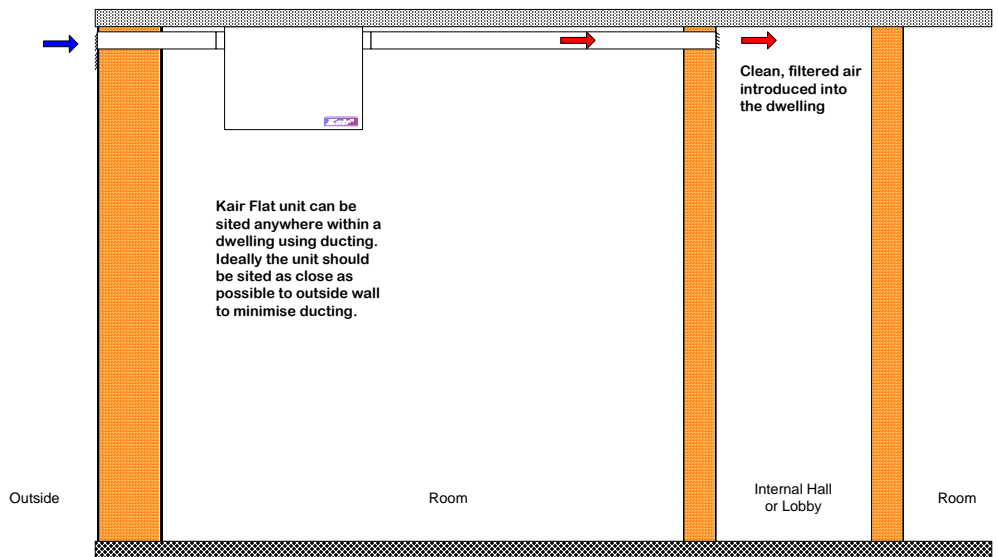 Kair
Clean, filtered air
introduced into
the dwelling
Kair Flat unit can be
sited anywhere within a
dwelling using ducting.
Ideally the unit should
be sited as close as
possible to outside wall
to minimise ducting.
Outside
Room
Internal Hall
or Lobby
Room